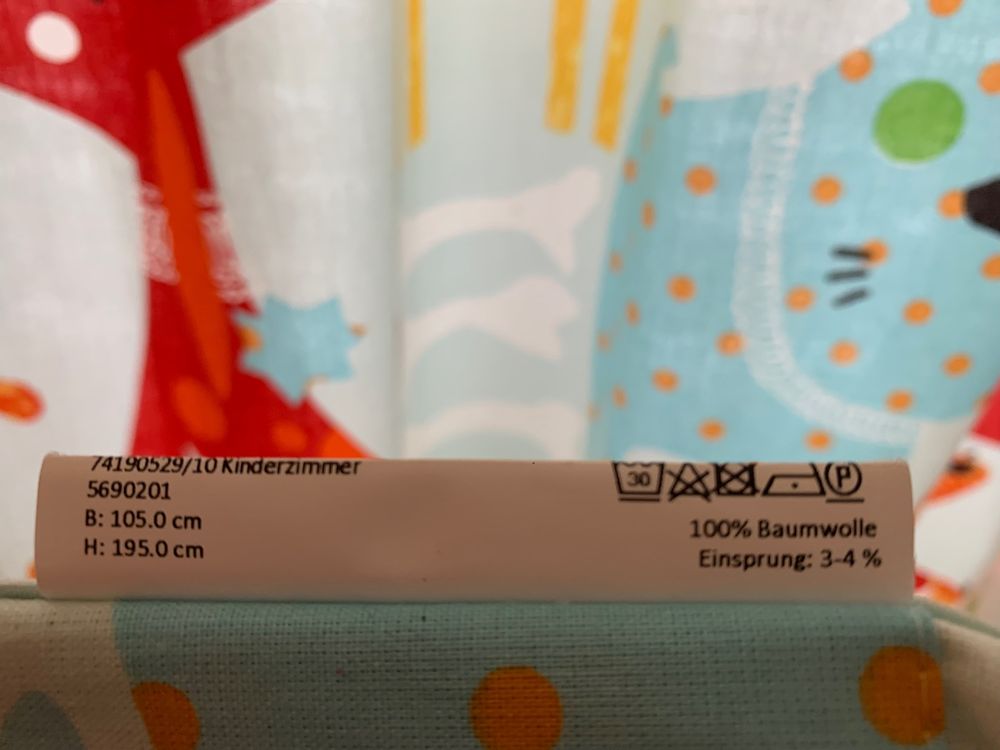 74190529/10 Kinderzimmer
5690201
B: 105.0 cm
H: 195.0 cm
30
P
100% Baumwolle
Einsprung: 3-4 %